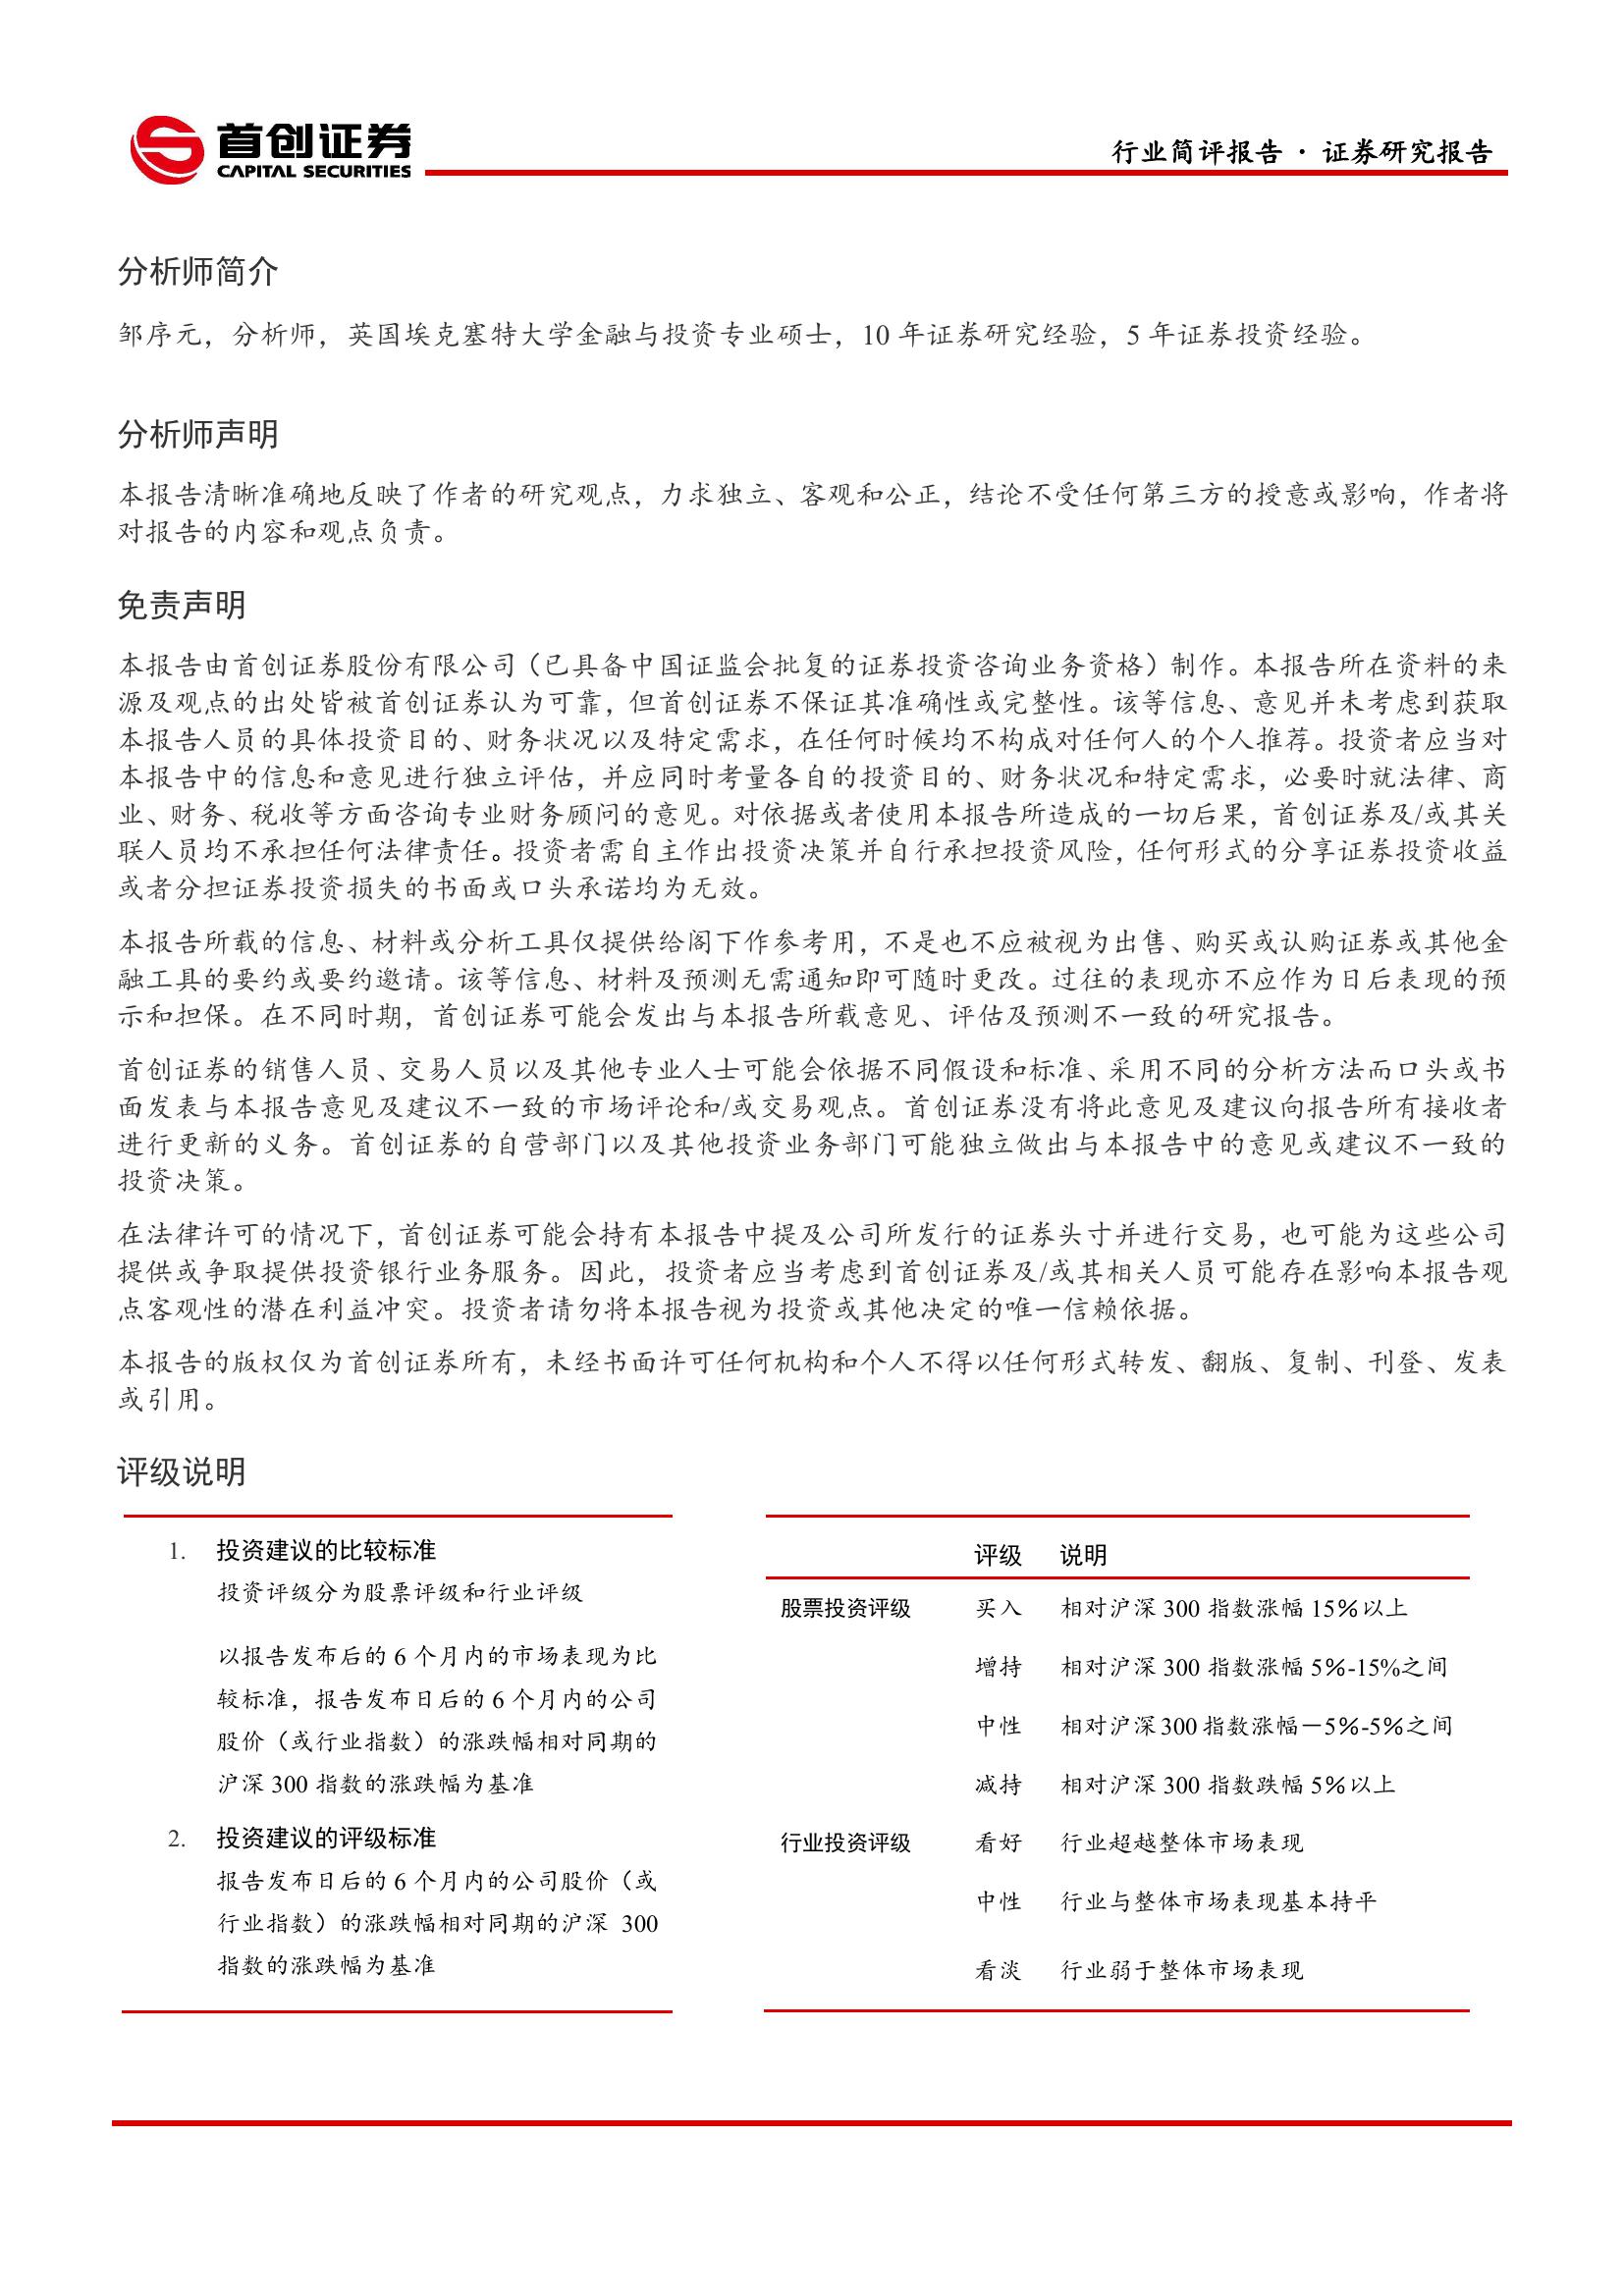 首创证券
CAPITAL SECURITIES
行业简评报告 · 证券研究报告
分析师简介
邹序元，分析师，英国埃克塞特大学金融与投资专业硕士，10 年证券研究经验，5 年证券投资经验。
分析师声明
本报告清晰准确地反映了作者的研究观点，力求独立、客观和公正，结论不受任何第三方的授意或影响，作者将
对报告的内容和观点负责。
免责声明
本报告由首创证券股份有限公司（已具备中国证监会批复的证券投资咨询业务资格）制作。本报告所在资料的来
源及观点的出处皆被首创证券认为可靠，但首创证券不保证其准确性或完整性。该等信息、意见并未考虑到获取
本报告人员的具体投资目的、财务状况以及特定需求，在任何时候均不构成对任何人的个人推荐。投资者应当对
本报告中的信息和意见进行独立评估，并应同时考量各自的投资目的、财务状况和特定需求，必要时就法律、商
业、财务、税收等方面咨询专业财务顾问的意见。对依据或者使用本报告所造成的一切后果，首创证券及/或其关
联人员均不承担任何法律责任。投资者需自主作出投资决策并自行承担投资风险，任何形式的分享证券投资收益
或者分担证券投资损失的书面或口头承诺均为无效。
本报告所载的信息、材料或分析工具仅提供给阁下作参考用，不是也不应被视为出售、购买或认购证券或其他金
融工具的要约或要约邀请。该等信息、材料及预测无需通知即可随时更改。过往的表现亦不应作为日后表现的预
示和担保。在不同时期，首创证券可能会发出与本报告所载意见、评估及预测不一致的研究报告。
首创证券的销售人员、交易人员以及其他专业人士可能会依据不同假设和标准、采用不同的分析方法而口头或书
面发表与本报告意见及建议不一致的市场评论和/或交易观点。首创证券没有将此意见及建议向报告所有接收者
进行更新的义务。首创证券的自营部门以及其他投资业务部门可能独立做出与本报告中的意见或建议不一致的
投资决策。
在法律许可的情况下，首创证券可能会持有本报告中提及公司所发行的证券头寸并进行交易，也可能为这些公司
提供或争取提供投资银行业务服务。因此，投资者应当考虑到首创证券及/或其相关人员可能存在影响本报告观
点客观性的潜在利益冲突。投资者请勿将本报告视为投资或其他决定的唯一信赖依据。
本报告的版权仅为首创证券所有，未经书面许可任何机构和个人不得以任何形式转发、翻版、复制、刊登、发表
或引用。
评级说明
1. 投资建议的比较标准
投资评级分为股票评级和行业评级
以报告发布后的 6 个月内的市场表现为比
较标准，报告发布日后的 6 个月内的公司
股价（或行业指数）的涨跌幅相对同期的
沪深 300 指数的涨跌幅为基准
2. 投资建议的评级标准
报告发布日后的 6 个月内的公司股价（或
行业指数）的涨跌幅相对同期的沪深 300
指数的涨跌幅为基准
评级 说明
股票投资评级 买入 相对沪深 300 指数涨幅 15％以上
增持 相对沪深 300 指数涨幅 5％-15%之间
中性 相对沪深 300 指数涨幅－5％-5％之间
减持 相对沪深 300 指数跌幅 5％以上
行业投资评级 看好 行业超越整体市场表现
中性 行业与整体市场表现基本持平
看淡 行业弱于整体市场表现